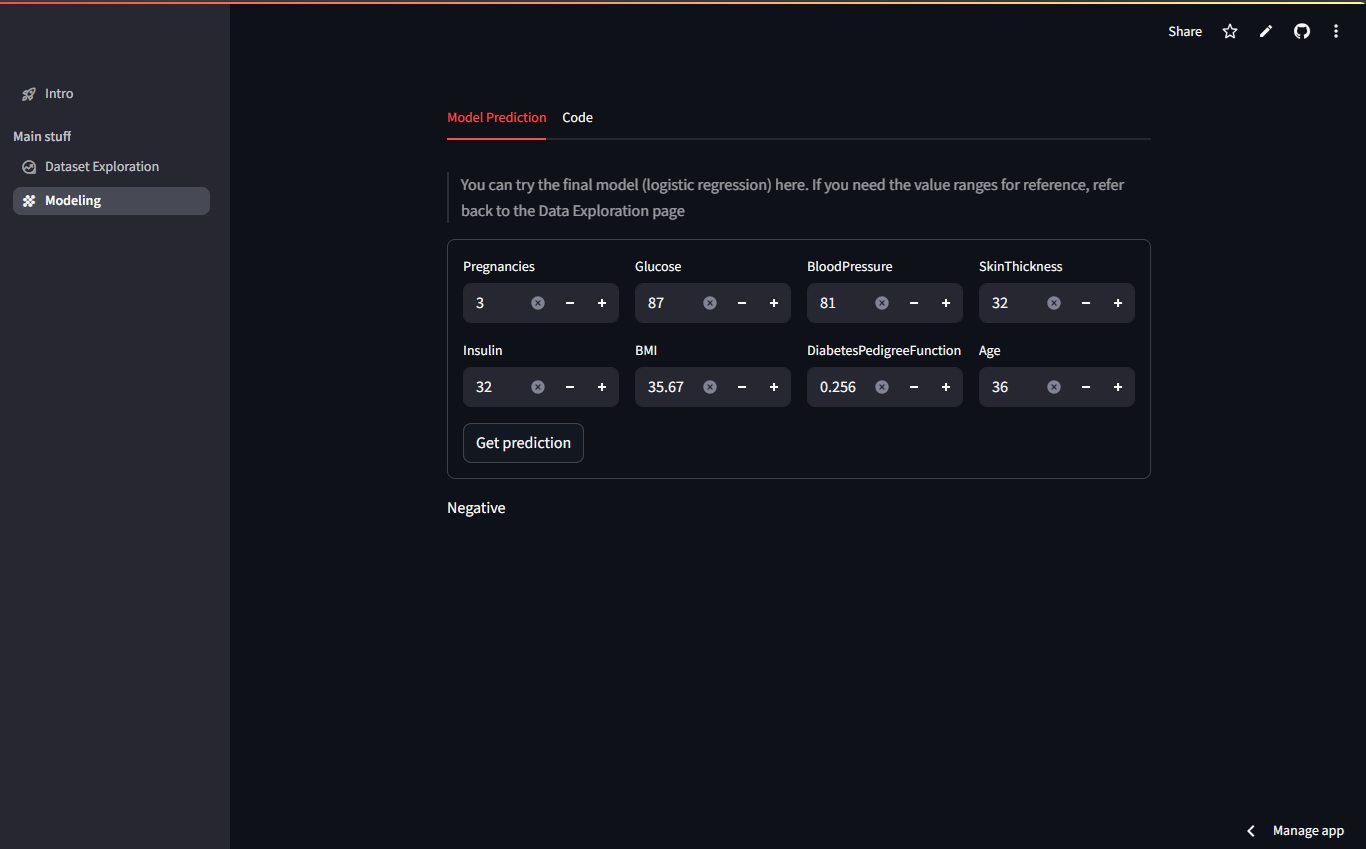 Share
Intro
Main stuff
Dataset Exploration
Modeling
Model Prediction Code
You can try the final model (logistic regression) here. If you need the value ranges for reference, refer
back to the Data Exploration page
Pregnancies Glucose BloodPressure SkinThickness
3 87 81 32
Insulin BMI DiabetesPedigreeFunction Age
32 35.67 0.256 36
Get prediction
Negative
Manage app